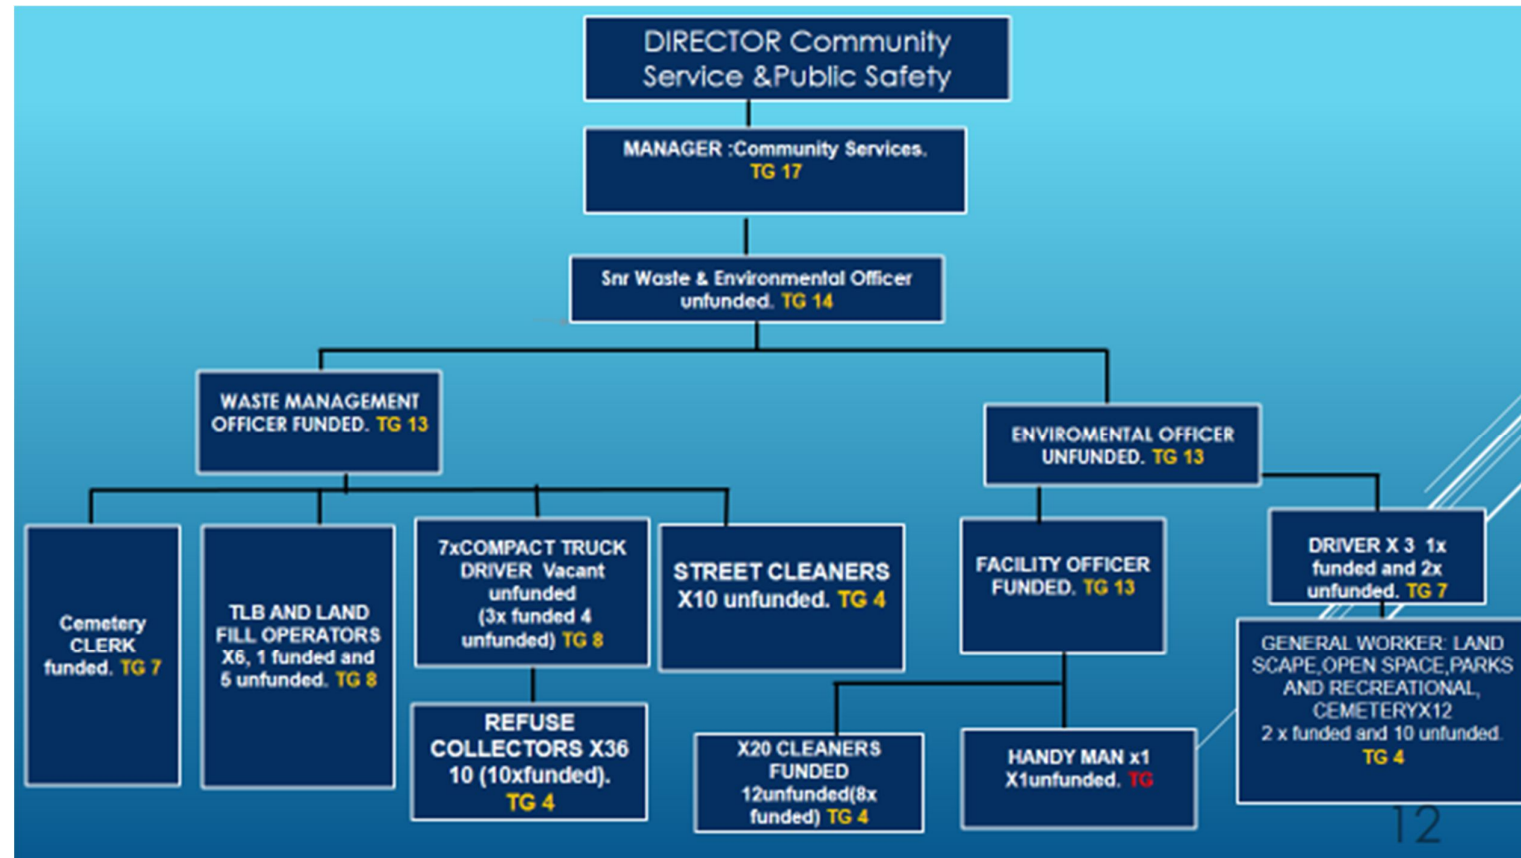 DIRECTOR Community
Service &Public Safety
MANAGER :Community Services.
TG 17
Snr Waste & Environmental Officer
unfunded. TG 14
WASTE MANAGEMENT
OFFICER FUNDED. TG 13
ENVIROMENTAL OFFICER
UNFUNDED. TG 13
Cemetery
CLERK
funded. TG 7
TLB AND LAND
FILL OPERATORS
X6, 1 funded and
5 unfunded. TG 8
7xCOMPACT TRUCK
DRIVER Vacant
unfunded
(3x funded 4
unfunded) TG 8
STREET CLEANERS
X10 unfunded. TG 4
FACILITY OFFICER
FUNDED. TG 13
DRIVER X 3 1x
funded and 2x
unfunded. TG 7
REFUSE
COLLECTORS X36
10 (10xfunded).
TG 4
X20 CLEANERS
FUNDED
12unfunded(8x
funded) TG 4
HANDY MAN x1
X1unfunded. TG
GENERAL WORKER: LAND
SCAPE,OPEN SPACE,PARKS
AND RECREATIONAL,
CEMETERYX12
2 x funded and 10 unfunded.
TG 4
12